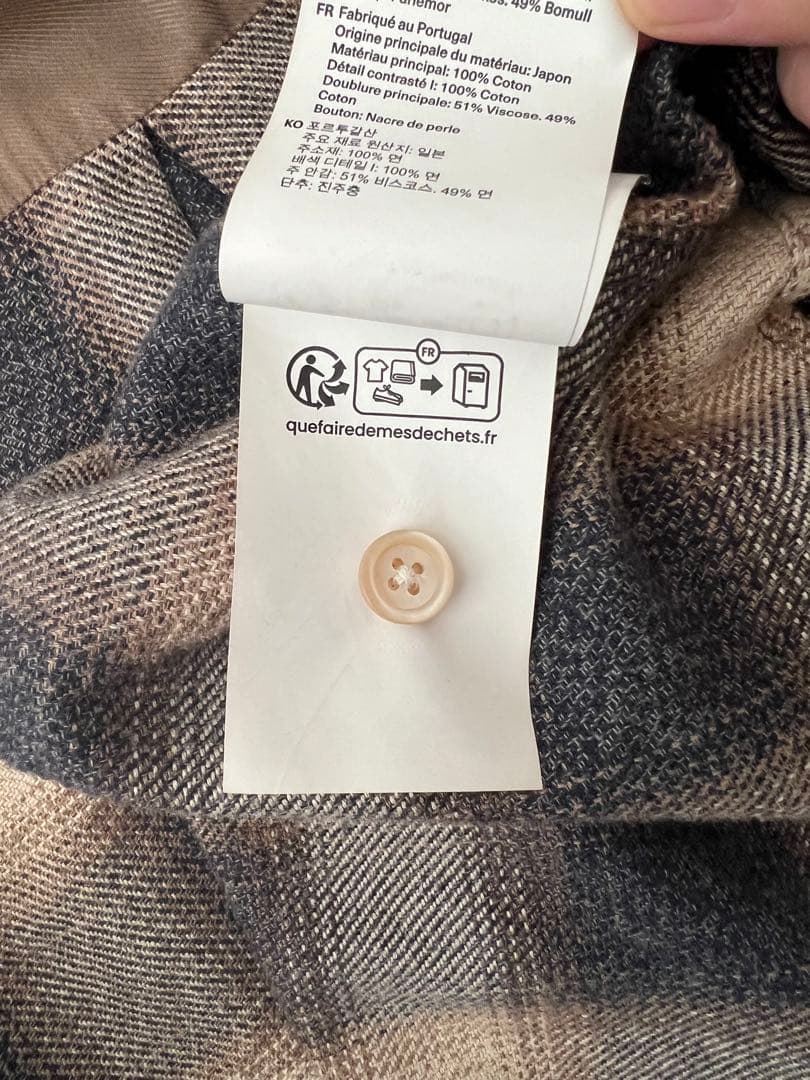 49% Bomull
FR Fabriqué au Portugal
Origine principale du matériau: Japon
Matériau principal: 100% Coton
Détail contrasté I: 100% Coton
Doublure principale: 51% Viscose. 49%
Coton
Bouton: Nacre de perle
KO 포르투갈산
주요 재료 원산지: 일본
주소재: 100% 면
배색 디테일 I: 100% 면
주 안감: 51% 비스코스. 49% 면
단추: 진주층
FR
quefairedemesdechets.fr